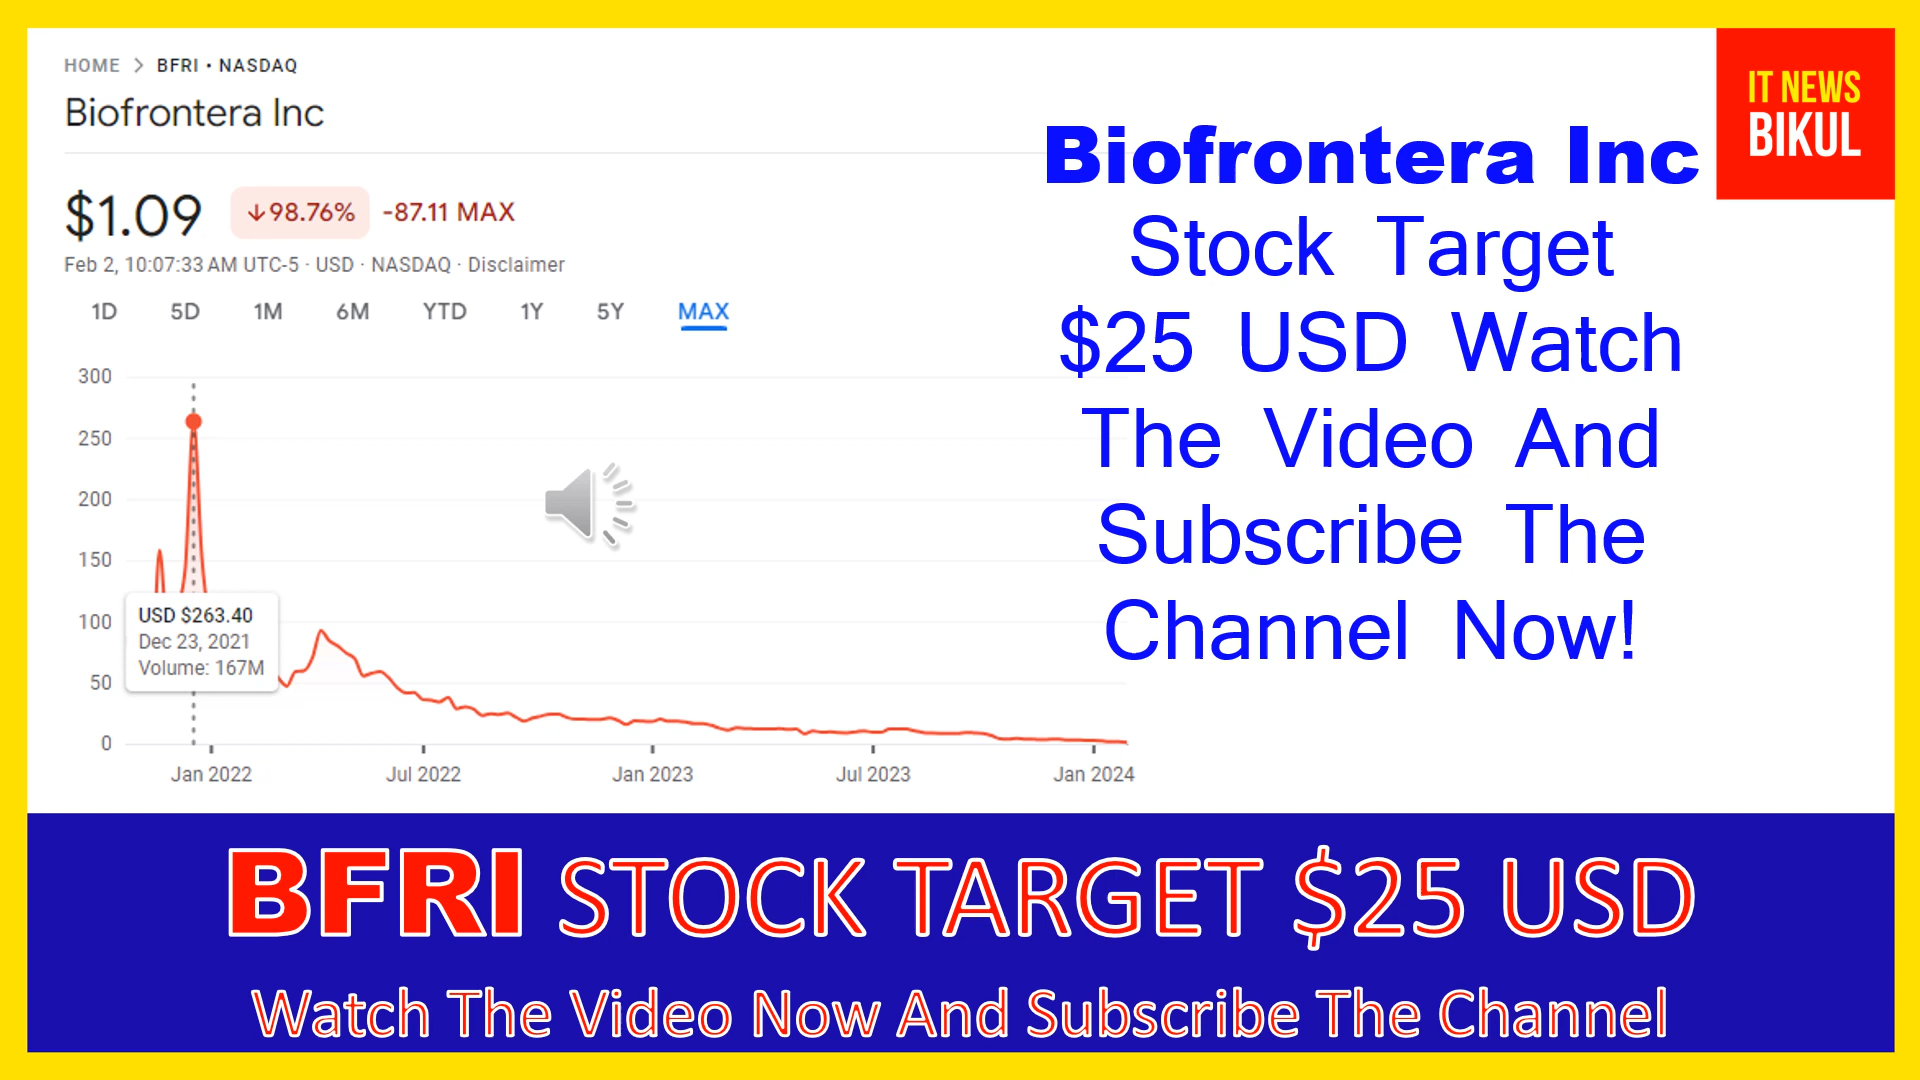 HOME > BFRI • NASDAQ
Biofrontera Inc
$1.09 ↓98.76% -87.11 MAX
Feb 2, 10:07:33 AM UTC-5 · USD · NASDAQ · Disclaimer
1D 5D 1M 6M YTD 1Y 5Y MAX
300
250
200
150
100
50
0
USD $263.40
Dec 23, 2021
Volume: 167M
Jan 2022 Jul 2022 Jan 2023 Jul 2023 Jan 2024
Biofrontera Inc
Stock Target
$25 USD Watch
The Video And
Subscribe The
Channel Now!
IT NEWS
BIKUL
BFRI STOCK TARGET $25 USD
Watch The Video Now And Subscribe The Channel